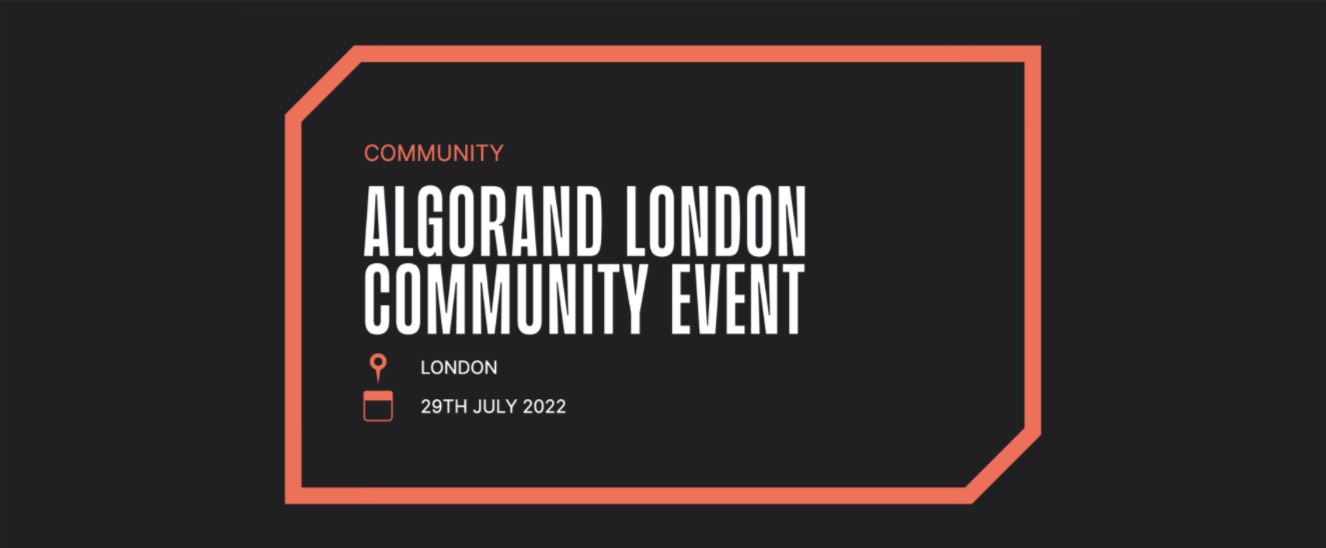 COMMUNITY
ALGORAND LONDON
COMMUNITY EVENT
LONDON
29TH JULY 2022